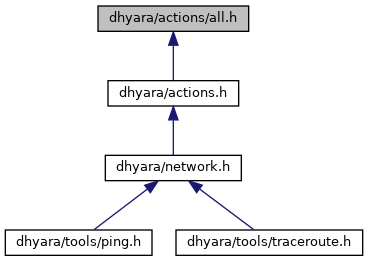 dhyara/actions/all.h
dhyara/actions.h
dhyara/network.h
dhyara/tools/ping.h
dhyara/tools/traceroute.h